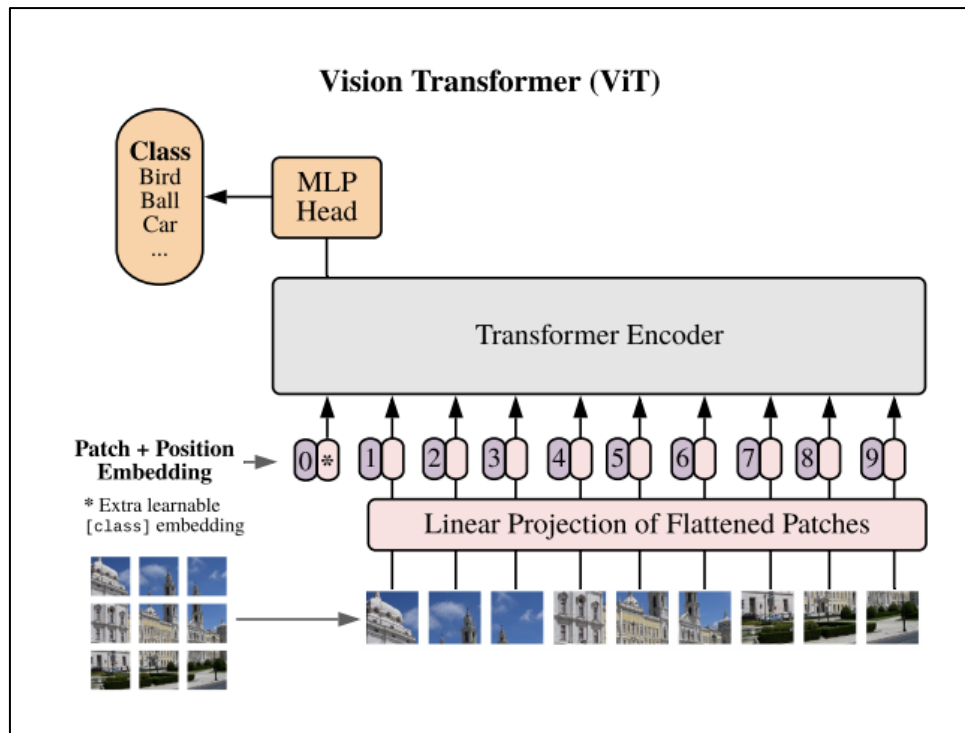 Vision Transformer (ViT)
Class
Bird
Ball
Car
...
MLP
Head
Transformer Encoder
Patch + Position
Embedding
* Extra learnable
[class] embedding
0 * 1 2 3 4 5 6 7 8 9
Linear Projection of Flattened Patches